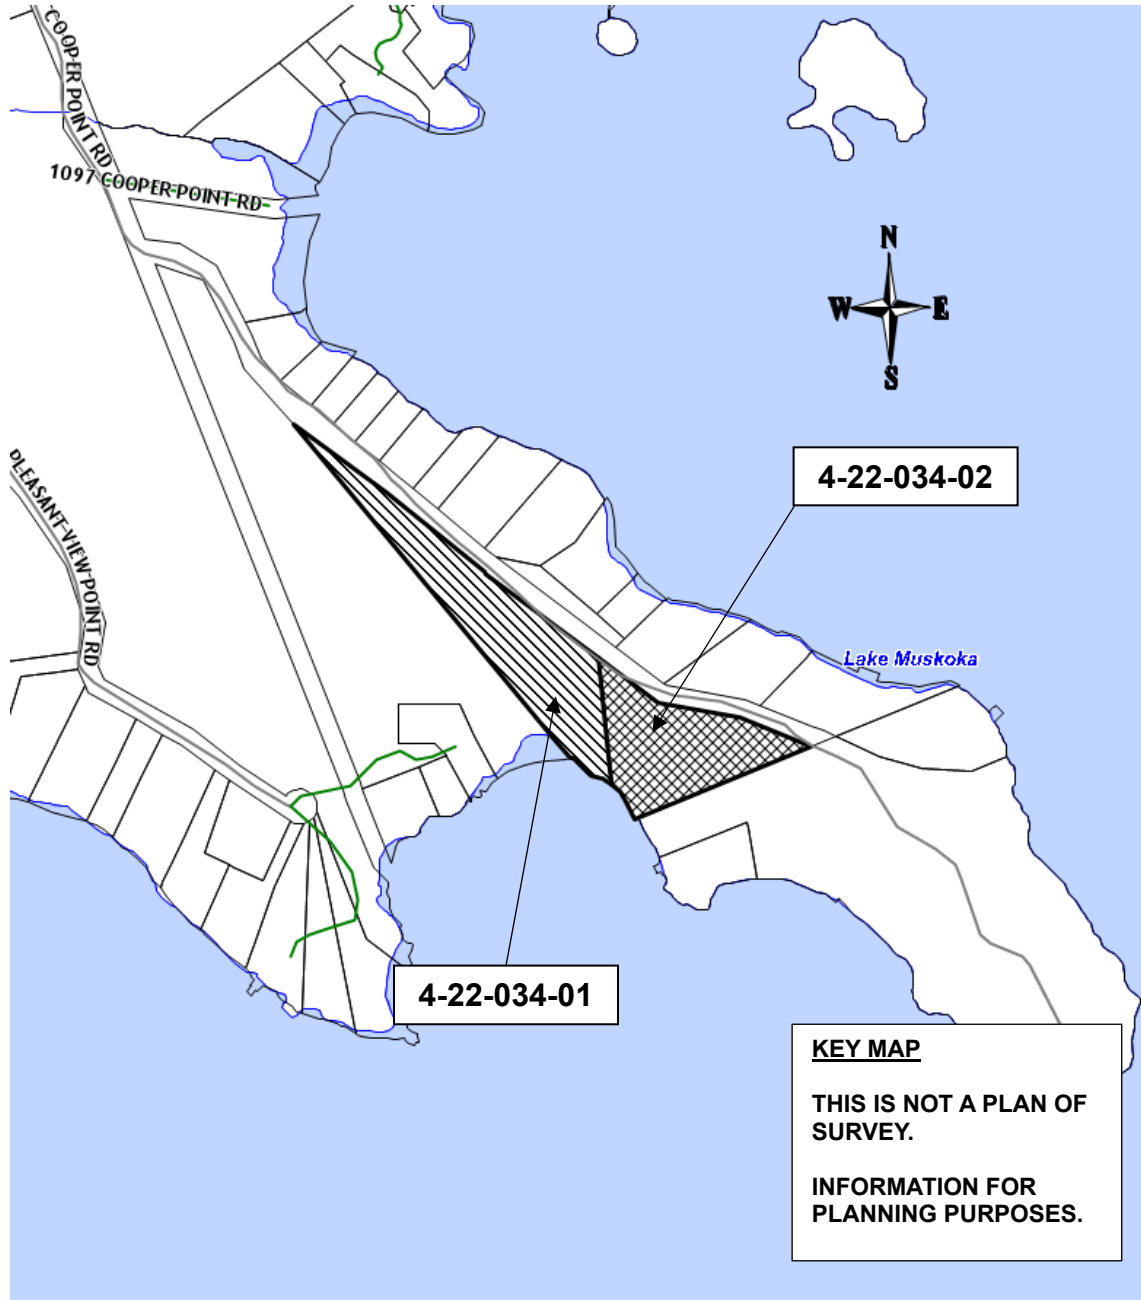 COOPER POINT RD
1097 COOPER POINT RD
N
W E
S
PLEASANT VIEW POINT RD
4-22-034-02
Lake Muskoka
4-22-034-01
KEY MAP
THIS IS NOT A PLAN OF
SURVEY.
INFORMATION FOR
PLANNING PURPOSES.